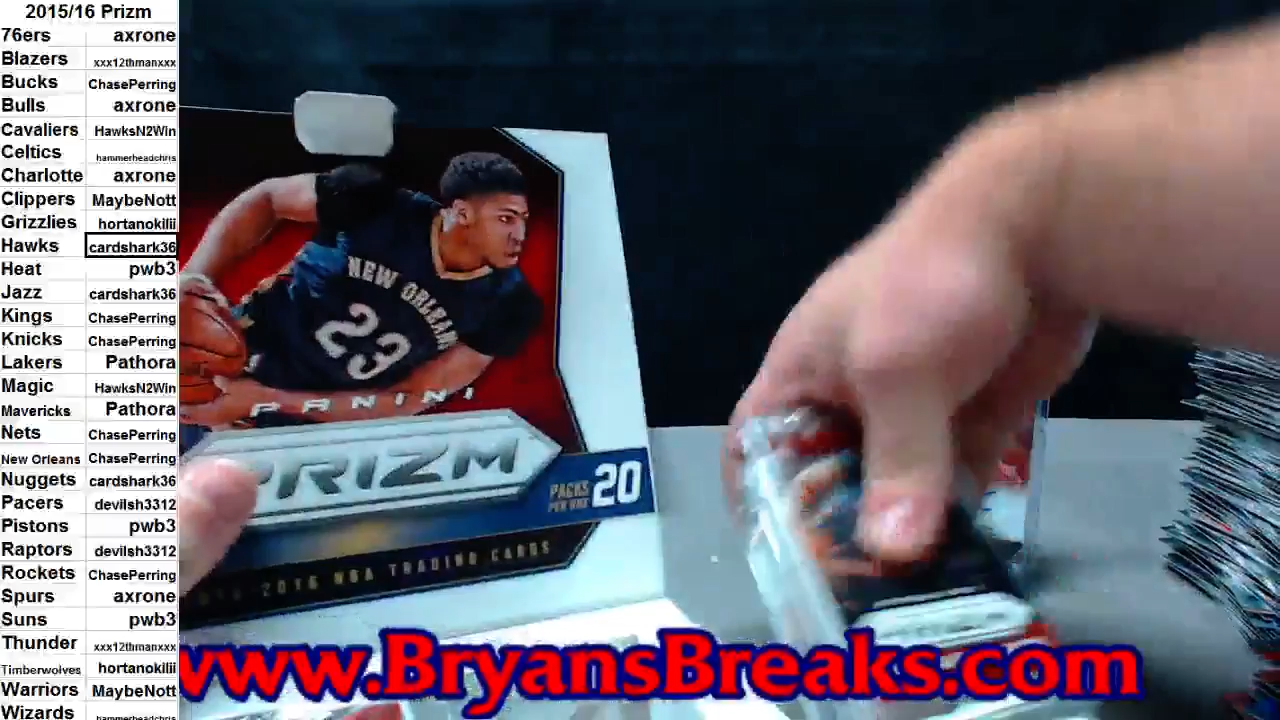 2015/16 Prizm
76ers axrone
Blazers xxx12thmanxxx
Bucks ChasePerring
Bulls axrone
Cavaliers HawksN2Win
Celtics hammerheadchris
Charlotte axrone
Clippers MaybeNott
Grizzlies hortanokilii
Hawks cardshark36
Heat pwb3
Jazz cardshark36
Kings ChasePerring
Knicks ChasePerring
Lakers Pathora
Magic HawksN2Win
Mavericks Pathora
Nets ChasePerring
New Orleans ChasePerring
Nuggets cardshark36
Pacers devilsh3312
Pistons pwb3
Raptors devilsh3312
Rockets ChasePerring
Spurs axrone
Suns pwb3
Thunder xxx12thmanxxx
Timberwolves hortanokilii
Warriors MaybeNott
Wizards hammerheadchris
NEW ORLEAN
23
PANINI
PRIZM
PACKS
PER BOX
20
2016 NBA TRADING CARDS
www.BryansBreaks.com